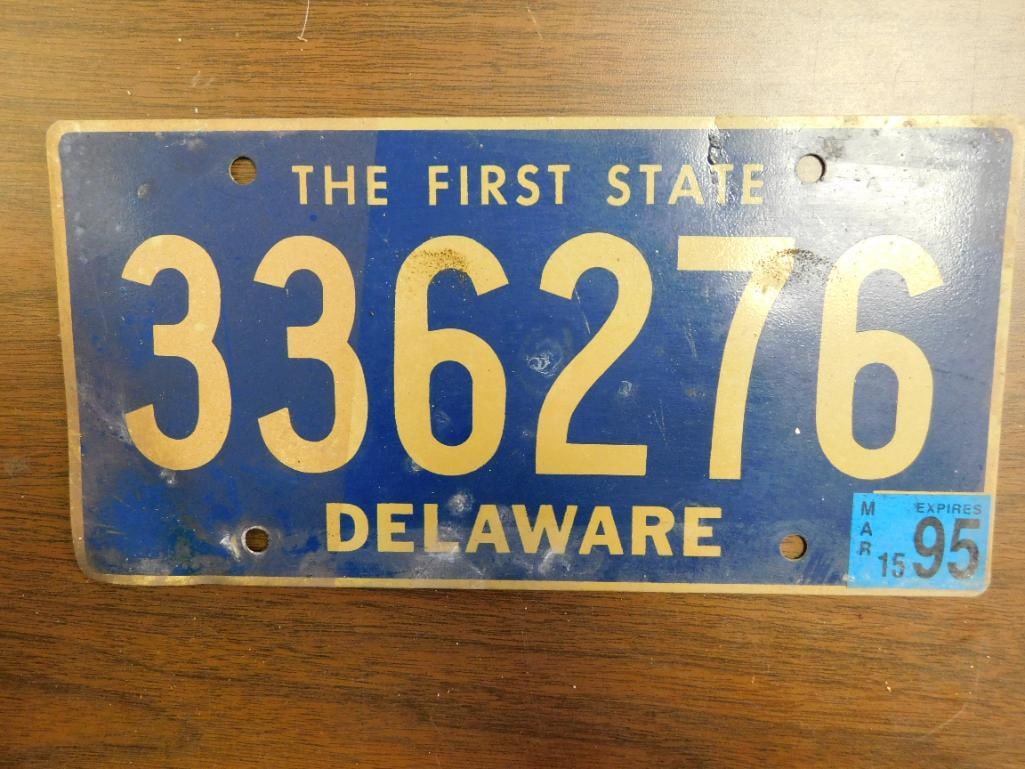 THE FIRST STATE
336276
DELAWARE
MAR
EXPIRES
15 95